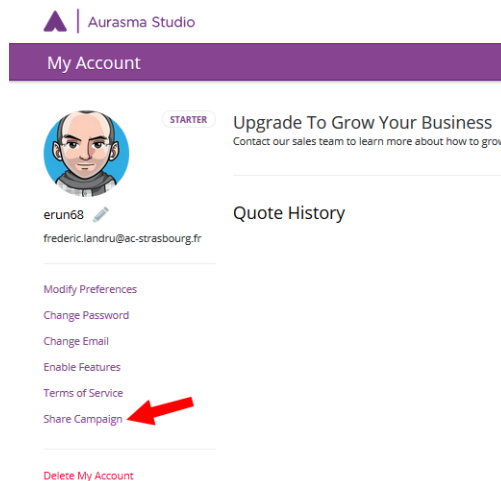 Aurasma Studio
My Account
STARTER
Upgrade To Grow Your Business
Contact our sales team to learn more about how to grow
erun68
frederic.landru@ac-strasbourg.fr
Quote History
Modify Preferences
Change Password
Change Email
Enable Features
Terms of Service
Share Campaign
Delete My Account